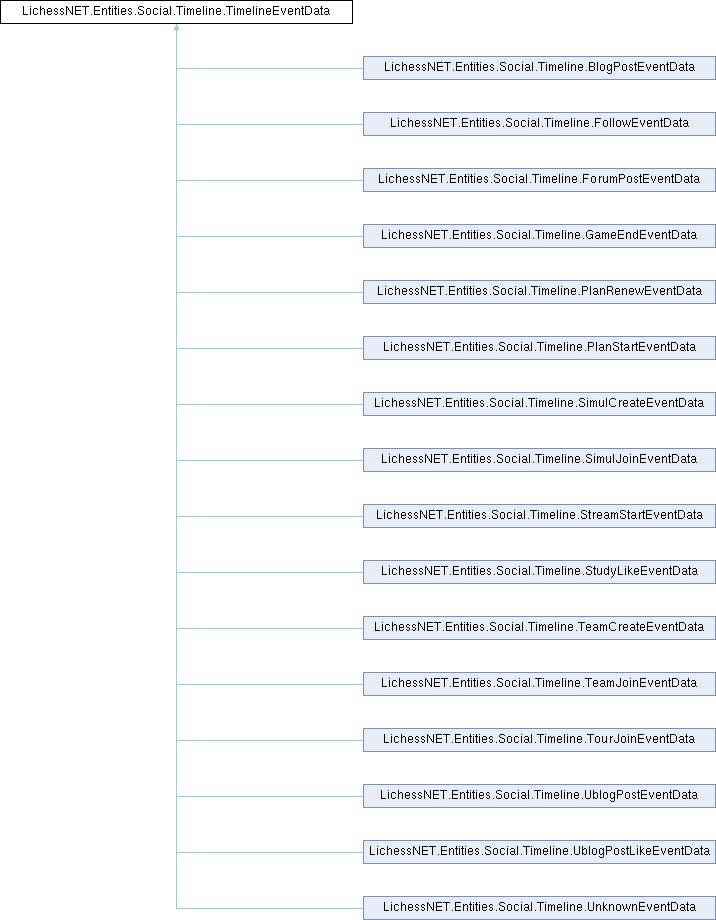 LichessNET.Entities.Social.Timeline.TimelineEventData
LichessNET.Entities.Social.Timeline.BlogPostEventData
LichessNET.Entities.Social.Timeline.FollowEventData
LichessNET.Entities.Social.Timeline.ForumPostEventData
LichessNET.Entities.Social.Timeline.GameEndEventData
LichessNET.Entities.Social.Timeline.PlanRenewEventData
LichessNET.Entities.Social.Timeline.PlanStartEventData
LichessNET.Entities.Social.Timeline.SimulCreateEventData
LichessNET.Entities.Social.Timeline.SimulJoinEventData
LichessNET.Entities.Social.Timeline.StreamStartEventData
LichessNET.Entities.Social.Timeline.StudyLikeEventData
LichessNET.Entities.Social.Timeline.TeamCreateEventData
LichessNET.Entities.Social.Timeline.TeamJoinEventData
LichessNET.Entities.Social.Timeline.TourJoinEventData
LichessNET.Entities.Social.Timeline.UblogPostEventData
LichessNET.Entities.Social.Timeline.UblogPostLikeEventData
LichessNET.Entities.Social.Timeline.UnknownEventData